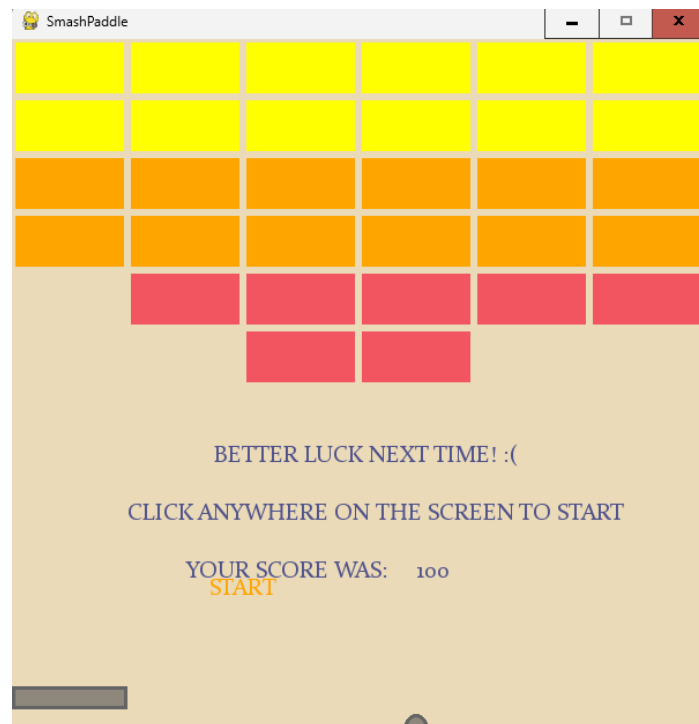 SmashPaddle
BETTER LUCK NEXT TIME! :(
CLICK ANYWHERE ON THE SCREEN TO START
YOUR SCORE WAS: 100
START